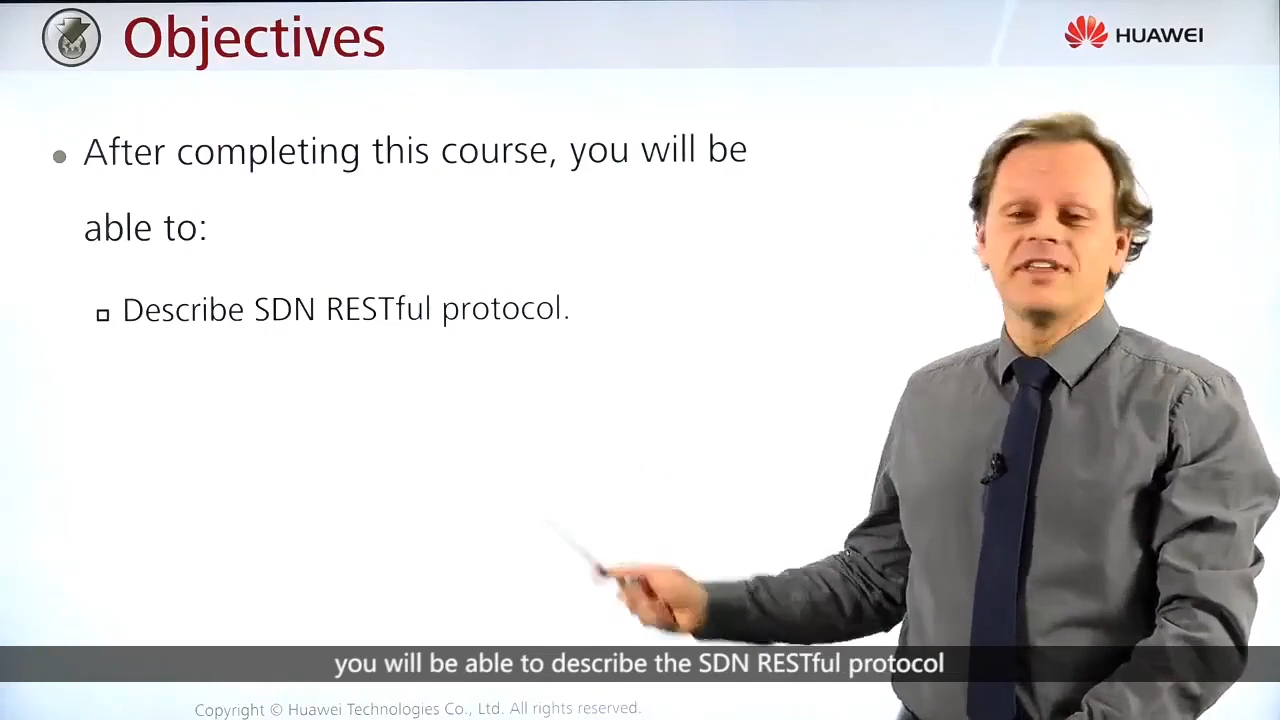 Objectives
HUAWEI
After completing this course, you will be
able to:
Describe SDN RESTful protocol.
you will be able to describe the SDN RESTful protocol
Copyright © Huawei Technologies Co., Ltd. All rights reserved.